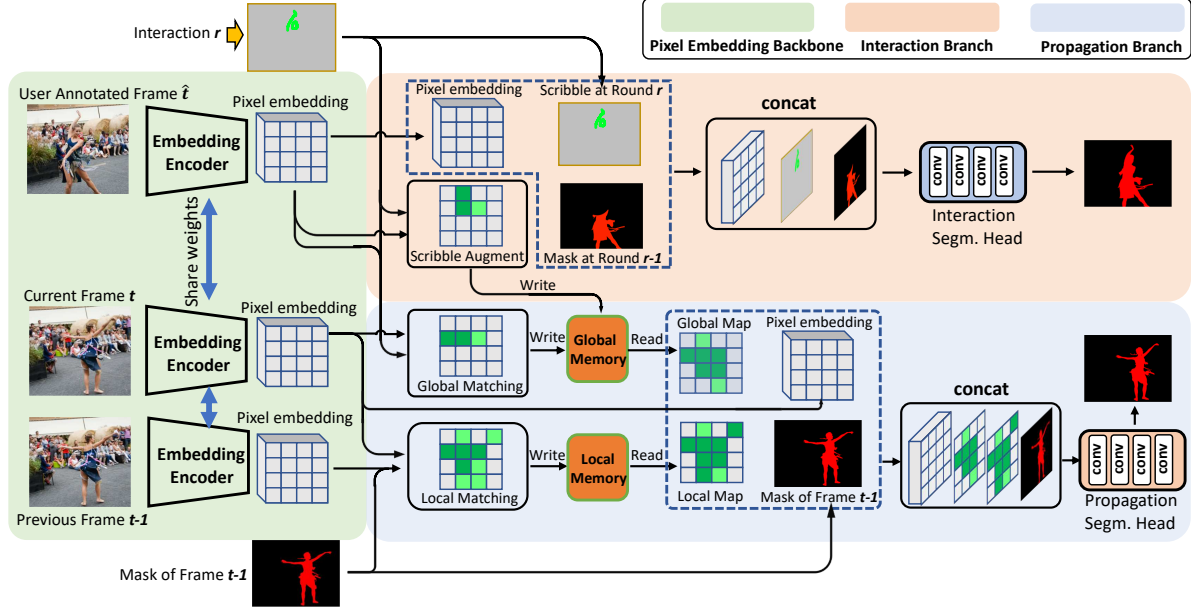 Interaction r
Pixel Embedding Backbone
Interaction Branch
Propagation Branch
User Annotated Frame t̂
Pixel embedding
Embedding
Encoder
Pixel embedding
Scribble at Round r
concat
conv
conv
conv
conv
Interaction
Segm. Head
Scribble Augment
Mask at Round r-1
Share weights
Write
Current Frame t
Pixel embedding
Embedding
Encoder
Global Matching
Write
Global
Memory
Read
Global Map
Pixel embedding
concat
Pixel embedding
Embedding
Encoder
Previous Frame t-1
Local Matching
Write
Local
Memory
Read
Local Map
Mask of Frame t-1
conv
conv
conv
conv
Propagation
Segm. Head
Mask of Frame t-1